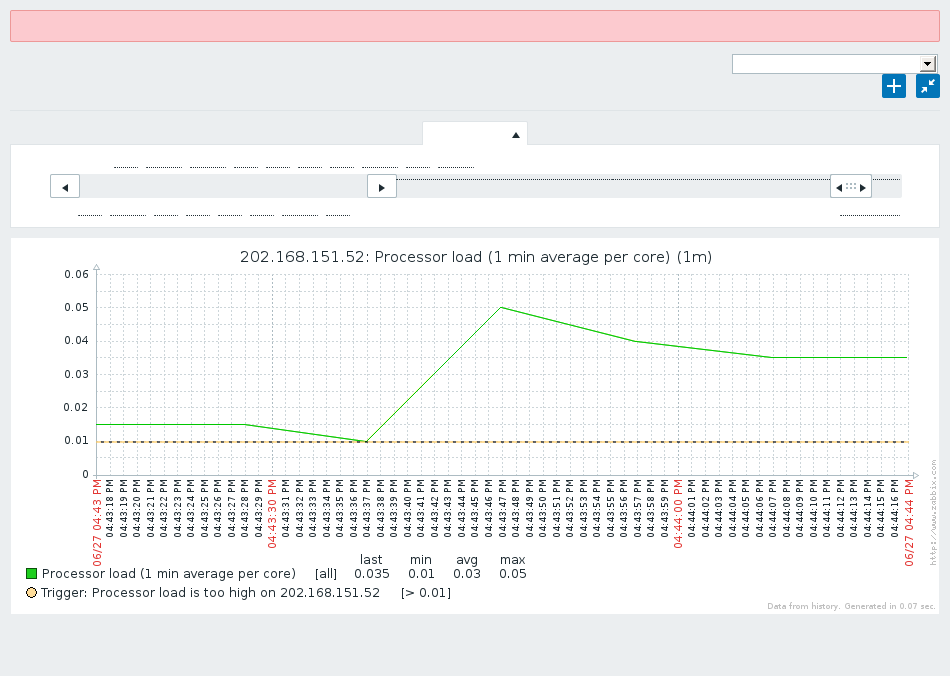 202.168.151.52: Processor load (1 min average per core) (1m)
0.06
0.05
0.04
0.03
0.02
0.01
0
06/27 04:43 PM
04:43:18 PM
04:43:19 PM
04:43:20 PM
04:43:21 PM
04:43:22 PM
04:43:23 PM
04:43:24 PM
04:43:25 PM
04:43:26 PM
04:43:27 PM
04:43:28 PM
04:43:29 PM
04:43:30 PM
04:43:31 PM
04:43:32 PM
04:43:33 PM
04:43:34 PM
04:43:35 PM
04:43:36 PM
04:43:37 PM
04:43:38 PM
04:43:39 PM
04:43:40 PM
04:43:41 PM
04:43:42 PM
04:43:43 PM
04:43:44 PM
04:43:45 PM
04:43:46 PM
04:43:47 PM
04:43:48 PM
04:43:49 PM
04:43:50 PM
04:43:51 PM
04:43:52 PM
04:43:53 PM
04:43:54 PM
04:43:55 PM
04:43:56 PM
04:43:57 PM
04:43:58 PM
04:43:59 PM
04:44:00 PM
04:44:01 PM
04:44:02 PM
04:44:03 PM
04:44:04 PM
04:44:05 PM
04:44:06 PM
04:44:07 PM
04:44:08 PM
04:44:09 PM
04:44:10 PM
04:44:11 PM
04:44:12 PM
04:44:13 PM
04:44:14 PM
04:44:15 PM
04:44:16 PM
06/27 04:44 PM
http://www.zabbix.com
last min avg max
Processor load (1 min average per core) [all] 0.035 0.01 0.03 0.05
Trigger: Processor load is too high on 202.168.151.52 [> 0.01]
Data from history. Generated in 0.07 sec.